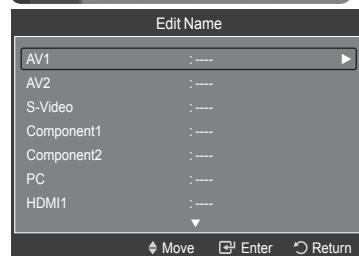 Edit Name
AV1 : ---- ►
AV2 : ----
S-Video : ----
Component1 : ----
Component2 : ----
PC : ----
HDMI1 : ----
▼
Move Enter Return